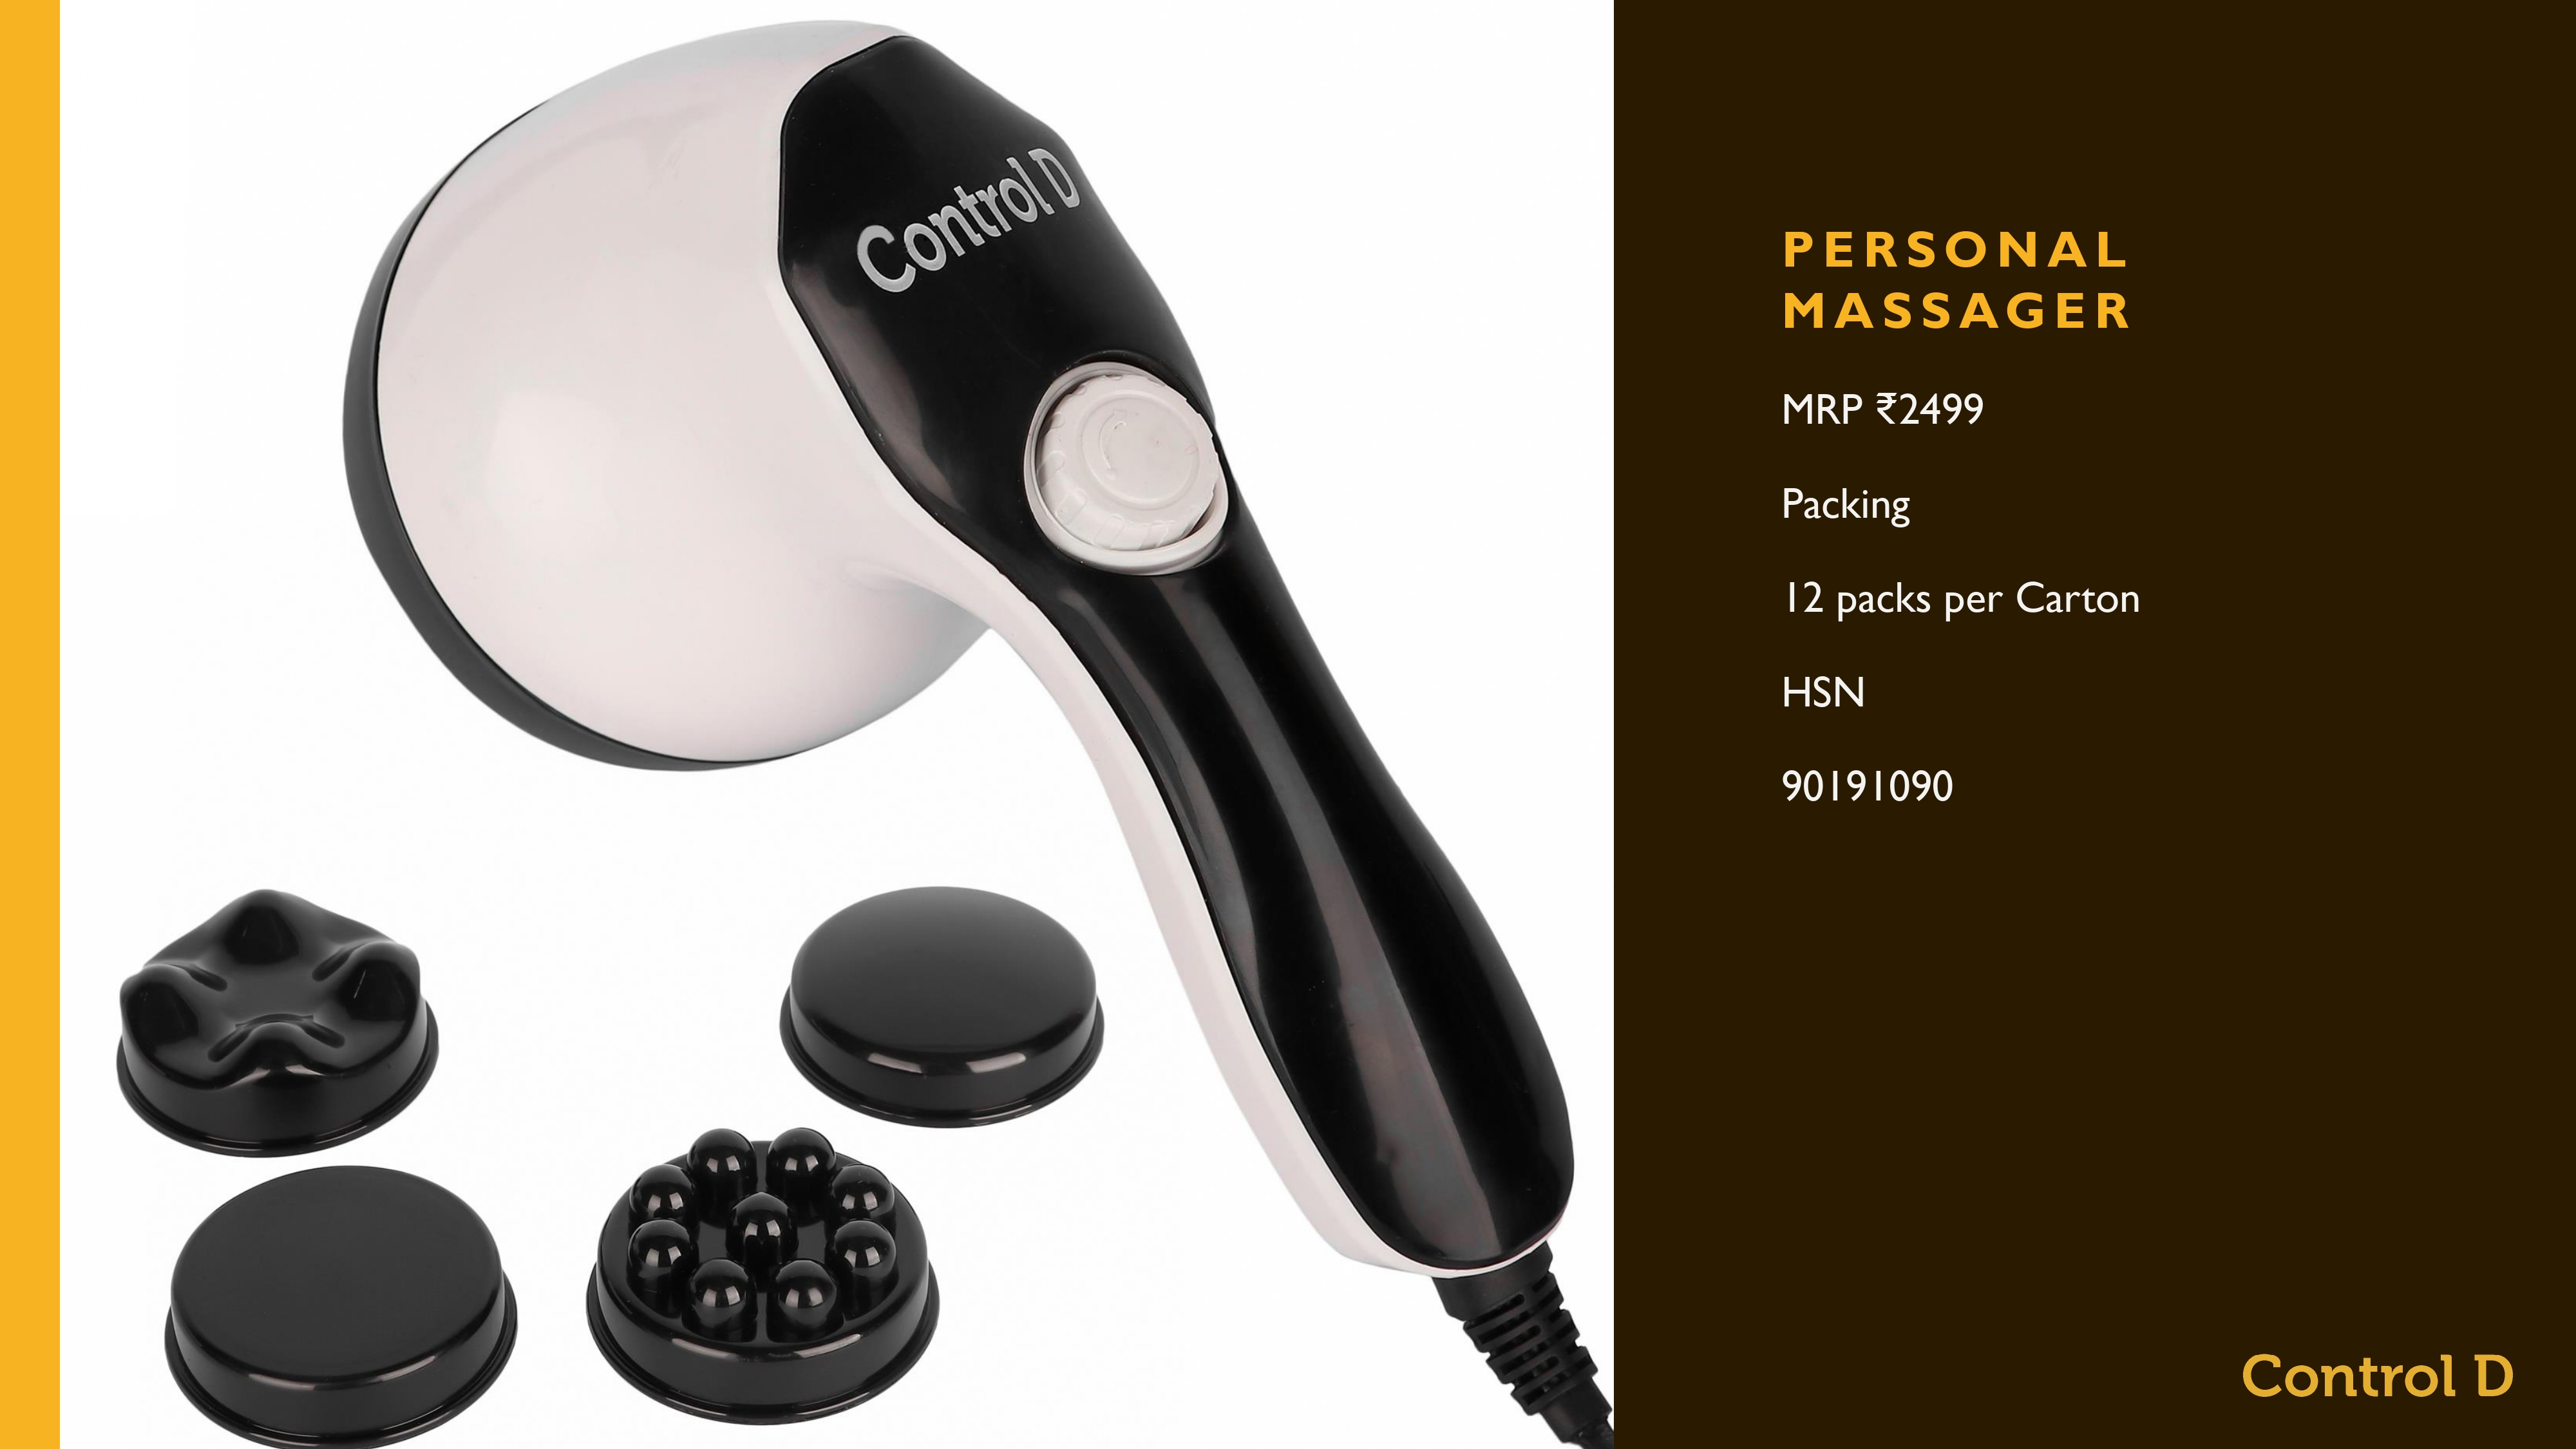 Control D
PERSONAL
MASSAGER
MRP ₹2499
Packing
12 packs per Carton
HSN
90191090
Control D